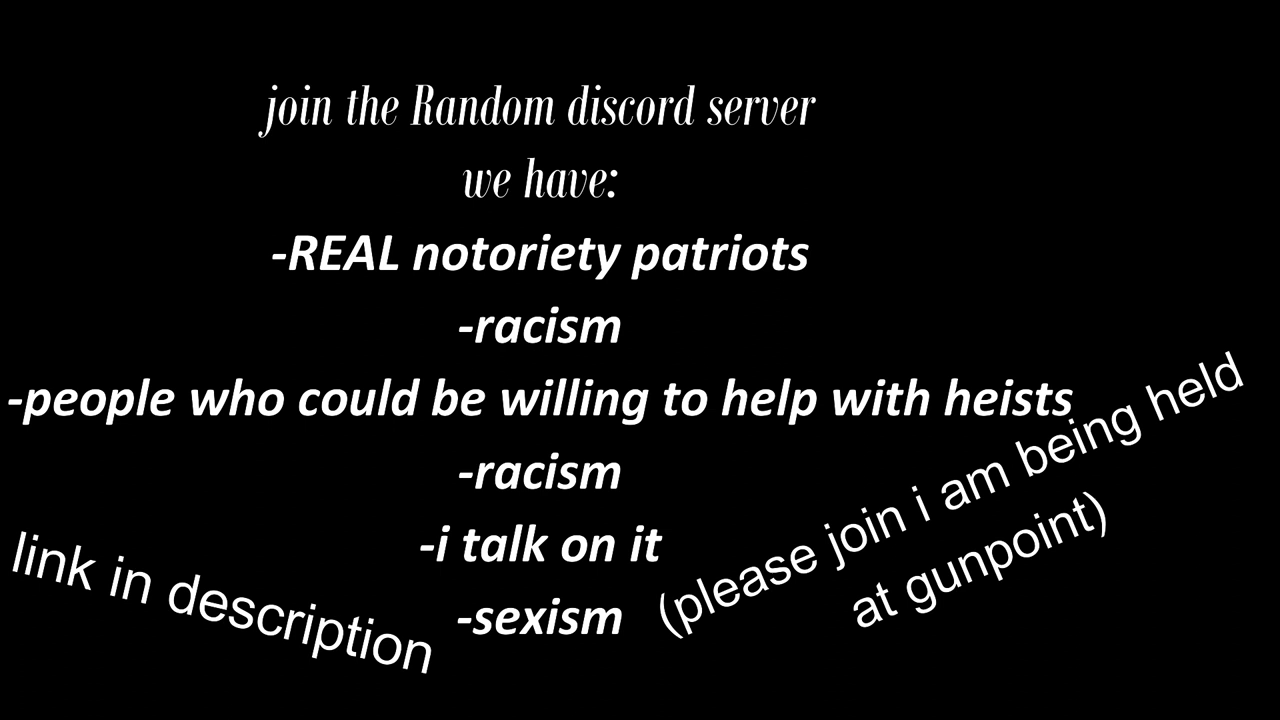 join the Random discord server
we have:
-REAL notoriety patriots
-racism
-people who could be willing to help with heists
-racism
-i talk on it
-sexism
link in description
(please join i am being held
at gunpoint)